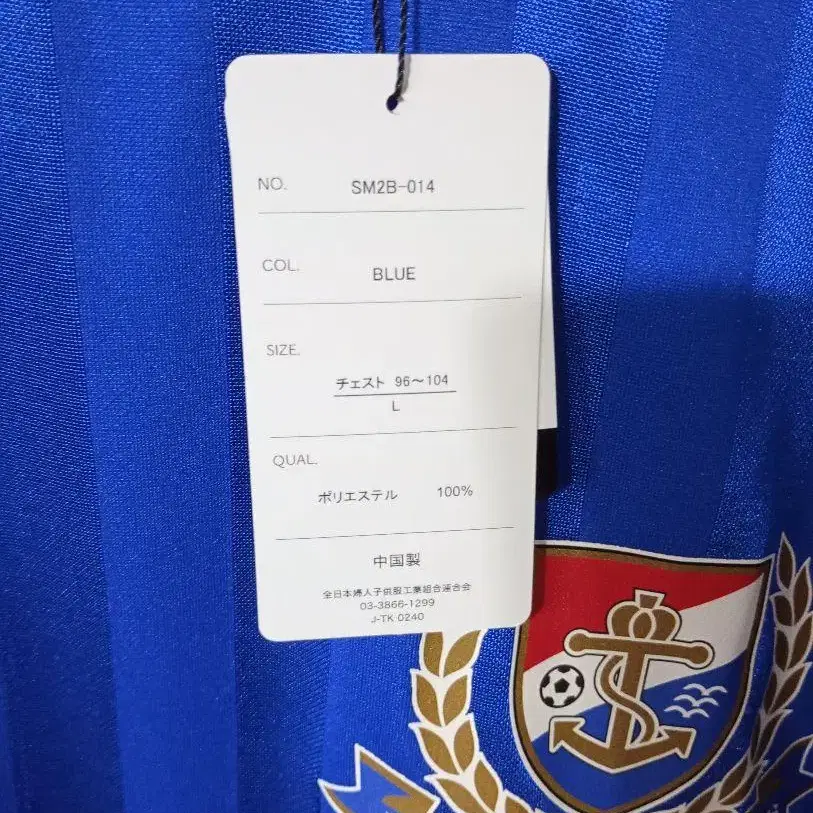 NO. SM2B-014
COL. BLUE
SIZE.
チェスト 96～104
L
QUAL.
ポリエステル 100%
中国製
全日本婦人子供服工業組合連合会
03-3866-1299
J-TK 0240